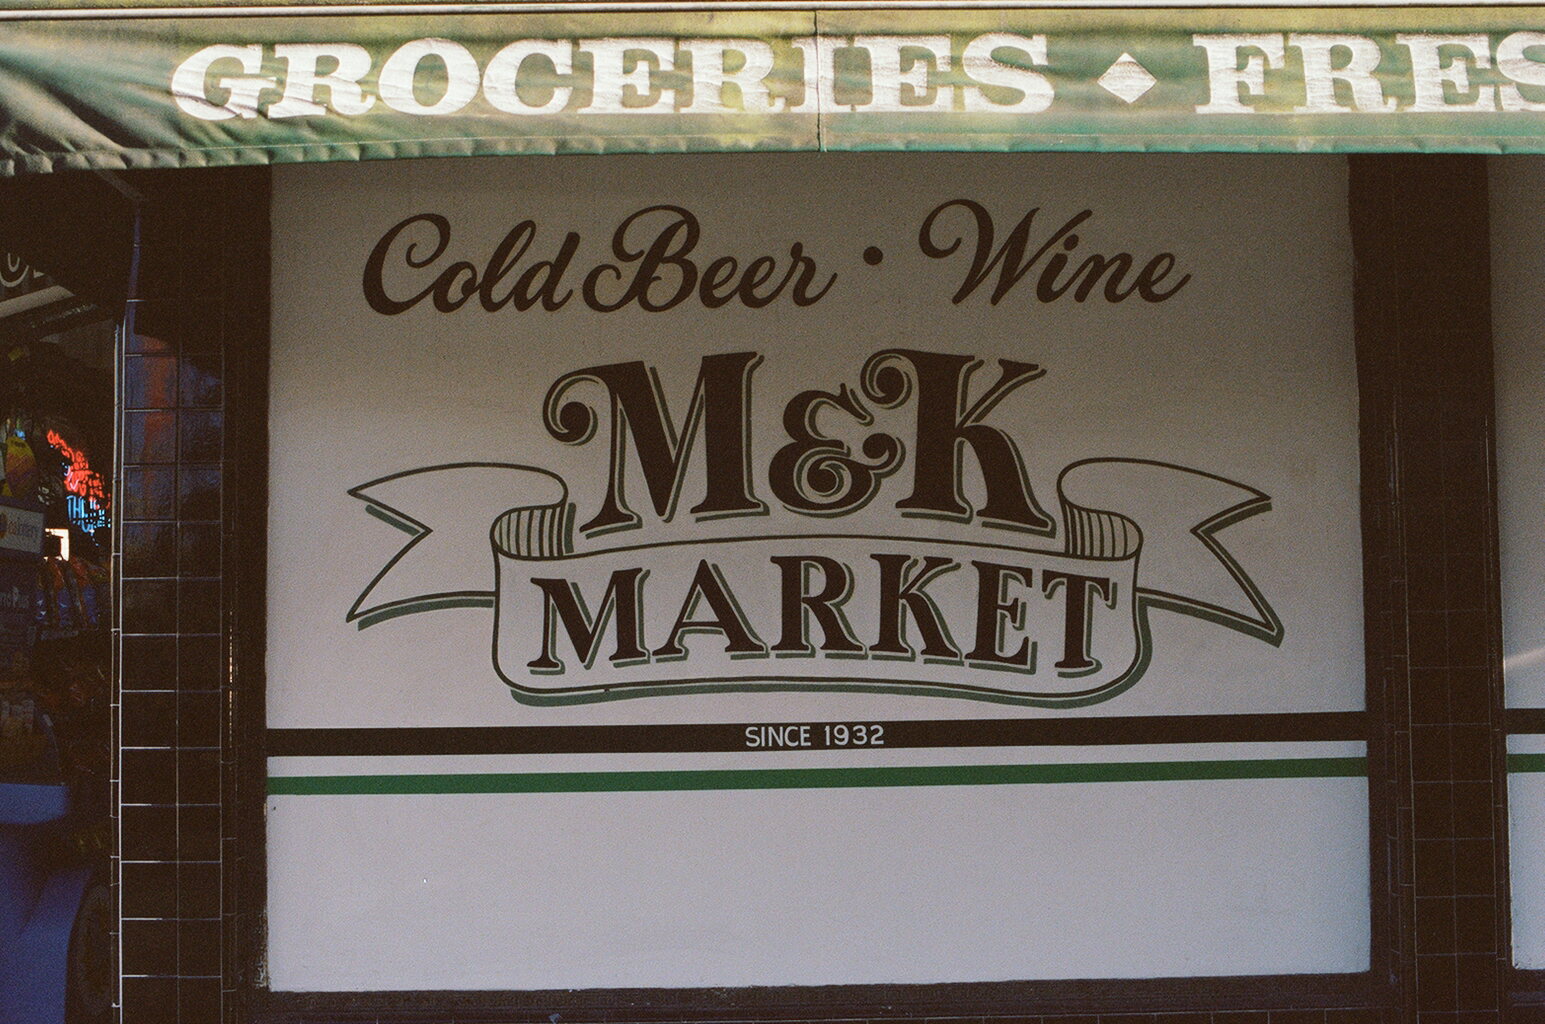 GROCERIES ◆ FRES
Cold Beer • Wine
M&K
MARKET
SINCE 1932